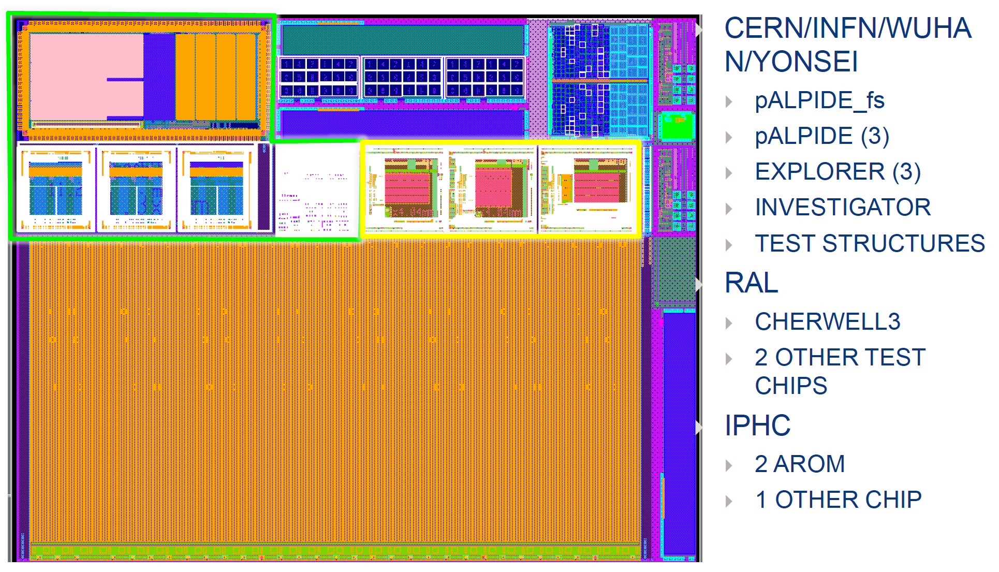 CERN/INFN/WUHA
N/YONSEI
pALPIDE_fs
pALPIDE (3)
EXPLORER (3)
INVESTIGATOR
TEST STRUCTURES
RAL
CHERWELL3
2 OTHER TEST
CHIPS
IPHC
2 AROM
1 OTHER CHIP